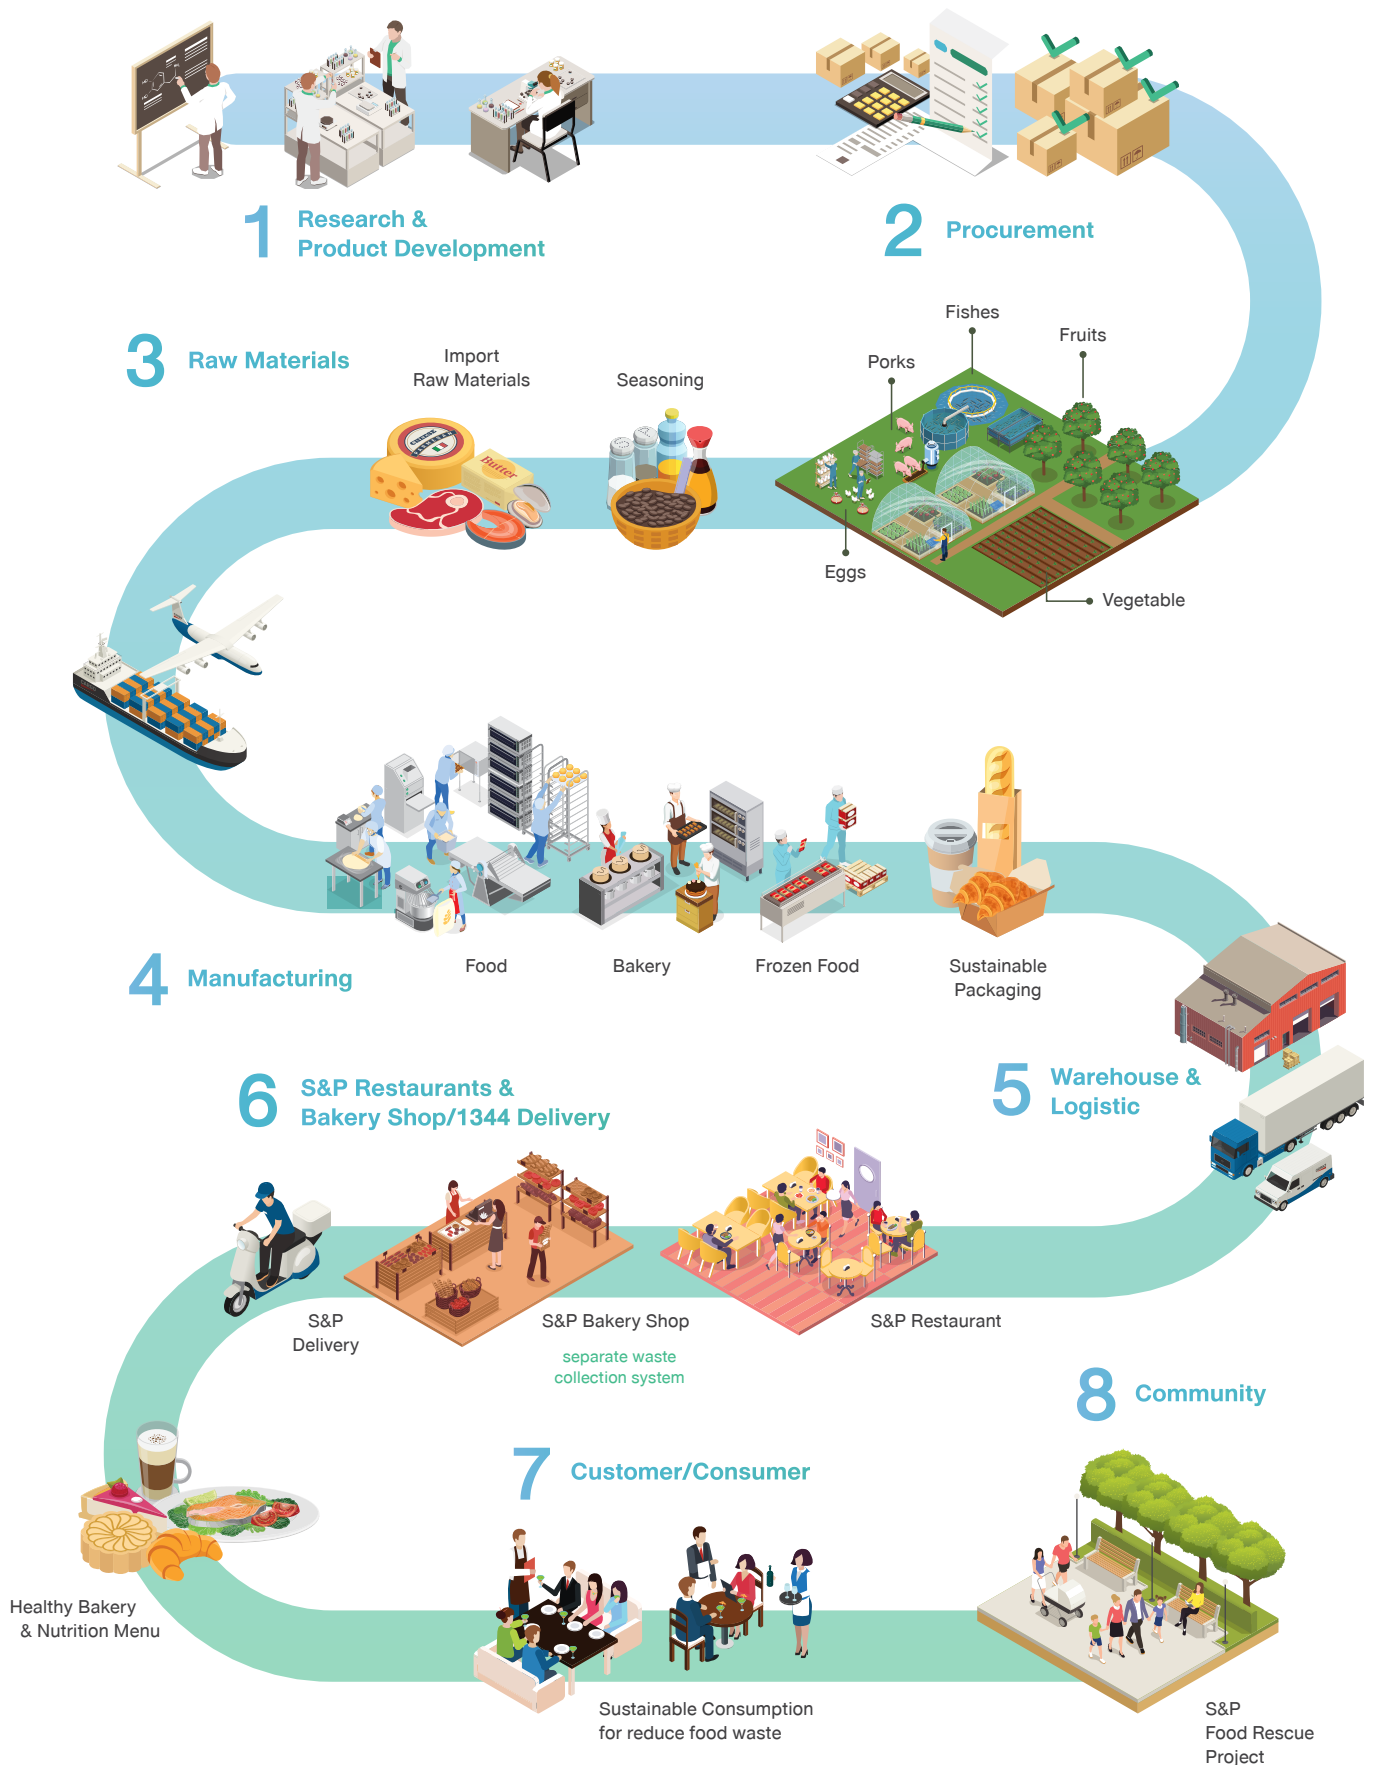 1
Research &
Product Development
2
Procurement
3
Raw Materials
Import
Raw Materials
Seasoning
Porks
Fishes
Fruits
Eggs
Vegetable
Butter
4
Manufacturing
Food
Bakery
Frozen Food
Sustainable
Packaging
5
Warehouse &
Logistic
6
S&P Restaurants &
Bakery Shop/1344 Delivery
S&P
Delivery
S&P Bakery Shop
separate waste
collection system
S&P Restaurant
Healthy Bakery
& Nutrition Menu
7
Customer/Consumer
Sustainable Consumption
for reduce food waste
8
Community
S&P
Food Rescue
Project